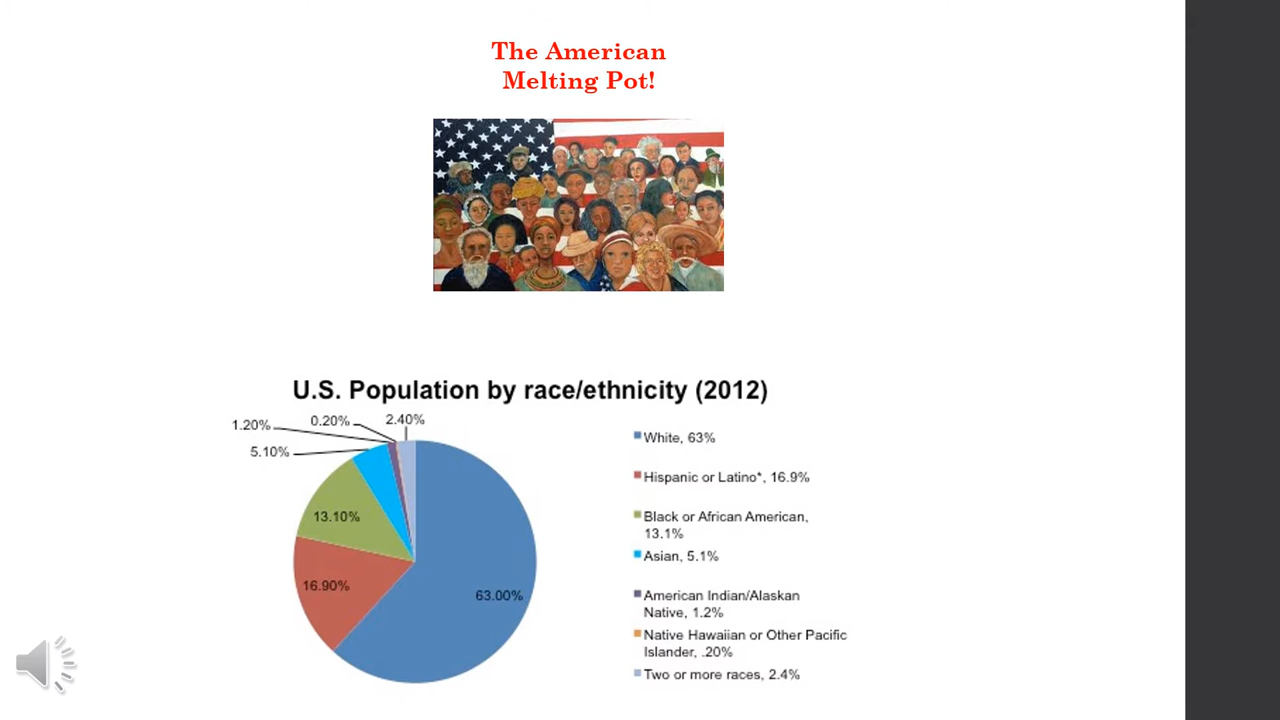 The American
Melting Pot!
U.S. Population by race/ethnicity (2012)
1.20%
0.20%
2.40%
5.10%
13.10%
16.90%
63.00%
White, 63%
Hispanic or Latino*, 16.9%
Black or African American,
13.1%
Asian, 5.1%
American Indian/Alaskan
Native, 1.2%
Native Hawaiian or Other Pacific
Islander, .20%
Two or more races, 2.4%